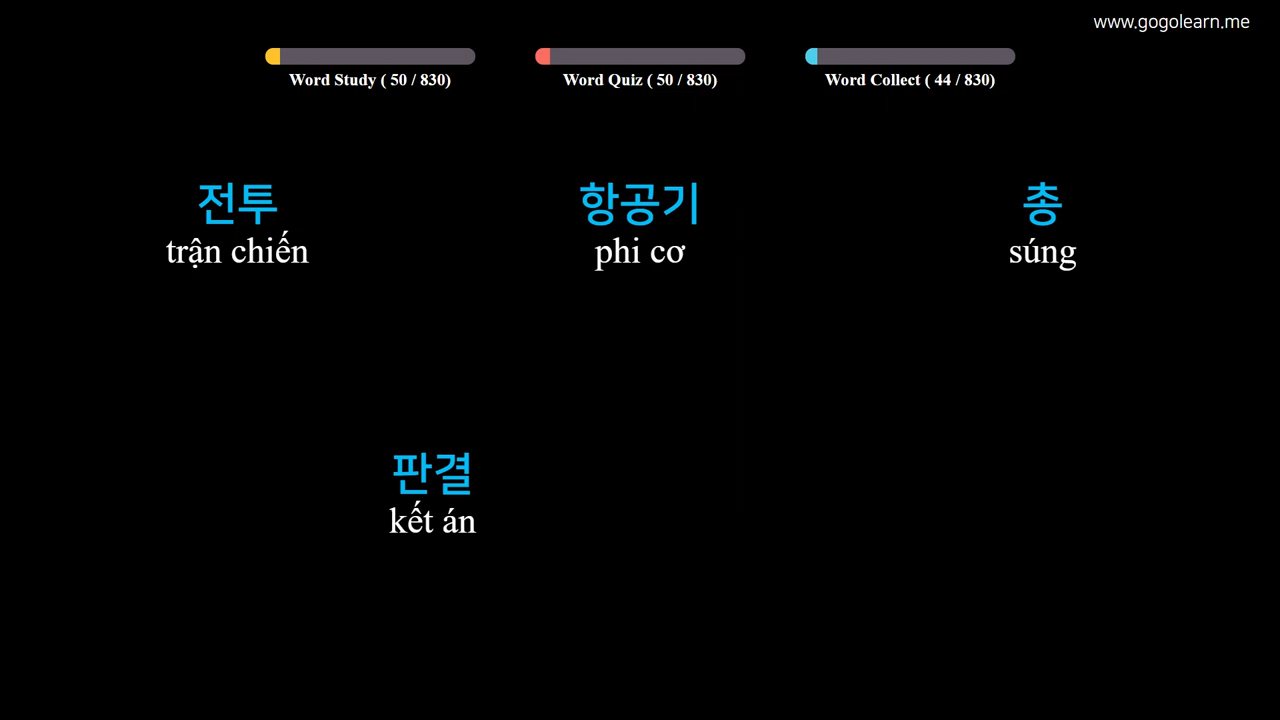 www.gogolearn.me
Word Study ( 50 / 830)
Word Quiz ( 50 / 830)
Word Collect ( 44 / 830)
전투
trận chiến
항공기
phi cơ
총
súng
판결
kết án